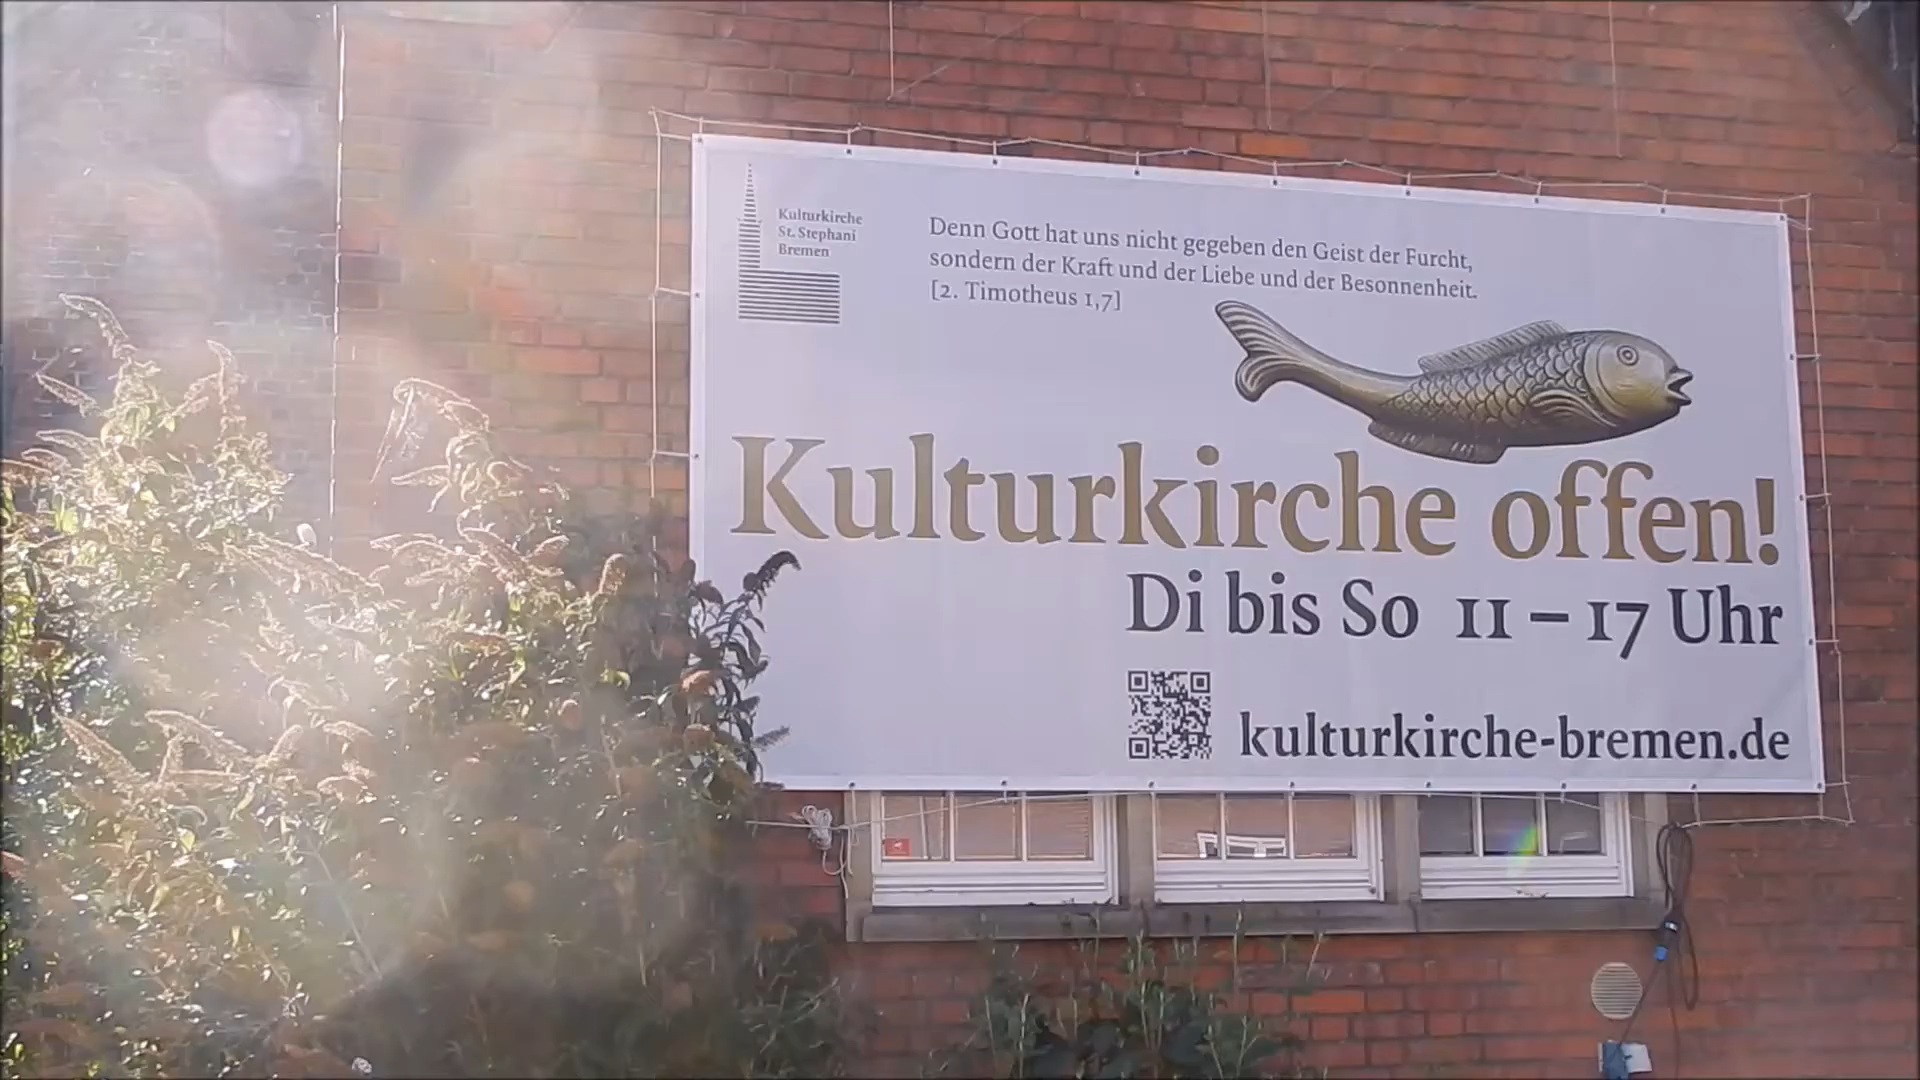 Kulturkirche
St. Stephani
Bremen
Denn Gott hat uns nicht gegeben den Geist der Furcht,
sondern der Kraft und der Liebe und der Besonnenheit.
[2. Timotheus 1,7]
Kulturkirche offen!
Di bis So 11 – 17 Uhr
kulturkirche-bremen.de